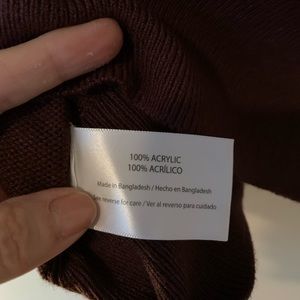 100% ACRYLIC
100% ACRÍLICO
Made in Bangladesh / Hecho en Bangladesh
See reverse for care / Ver al reverso para cuidado